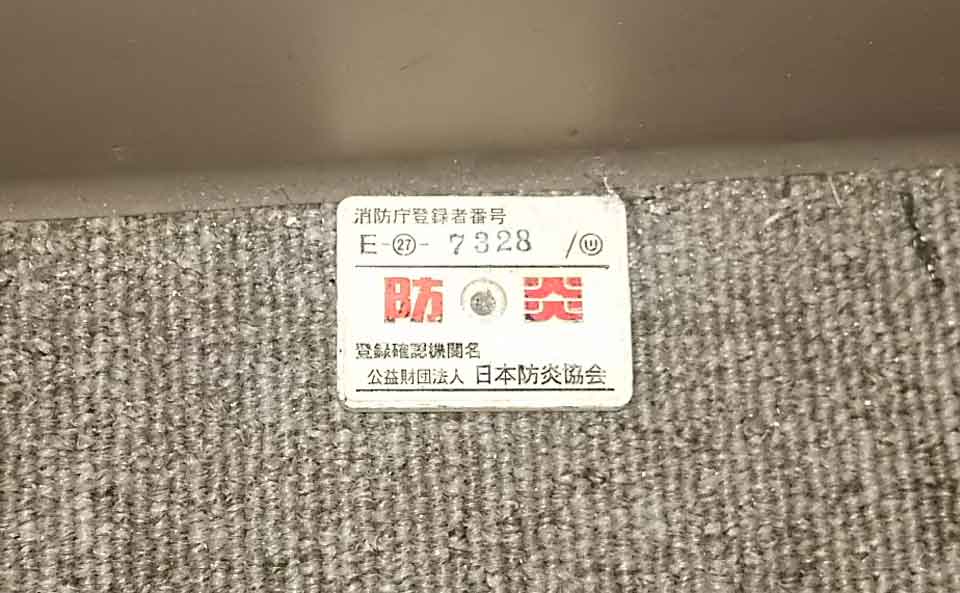 消防庁登録者番号
E-㉗- 7328 /Ⓤ
防炎
登録確認機関名
公益財団法人 日本防炎協会